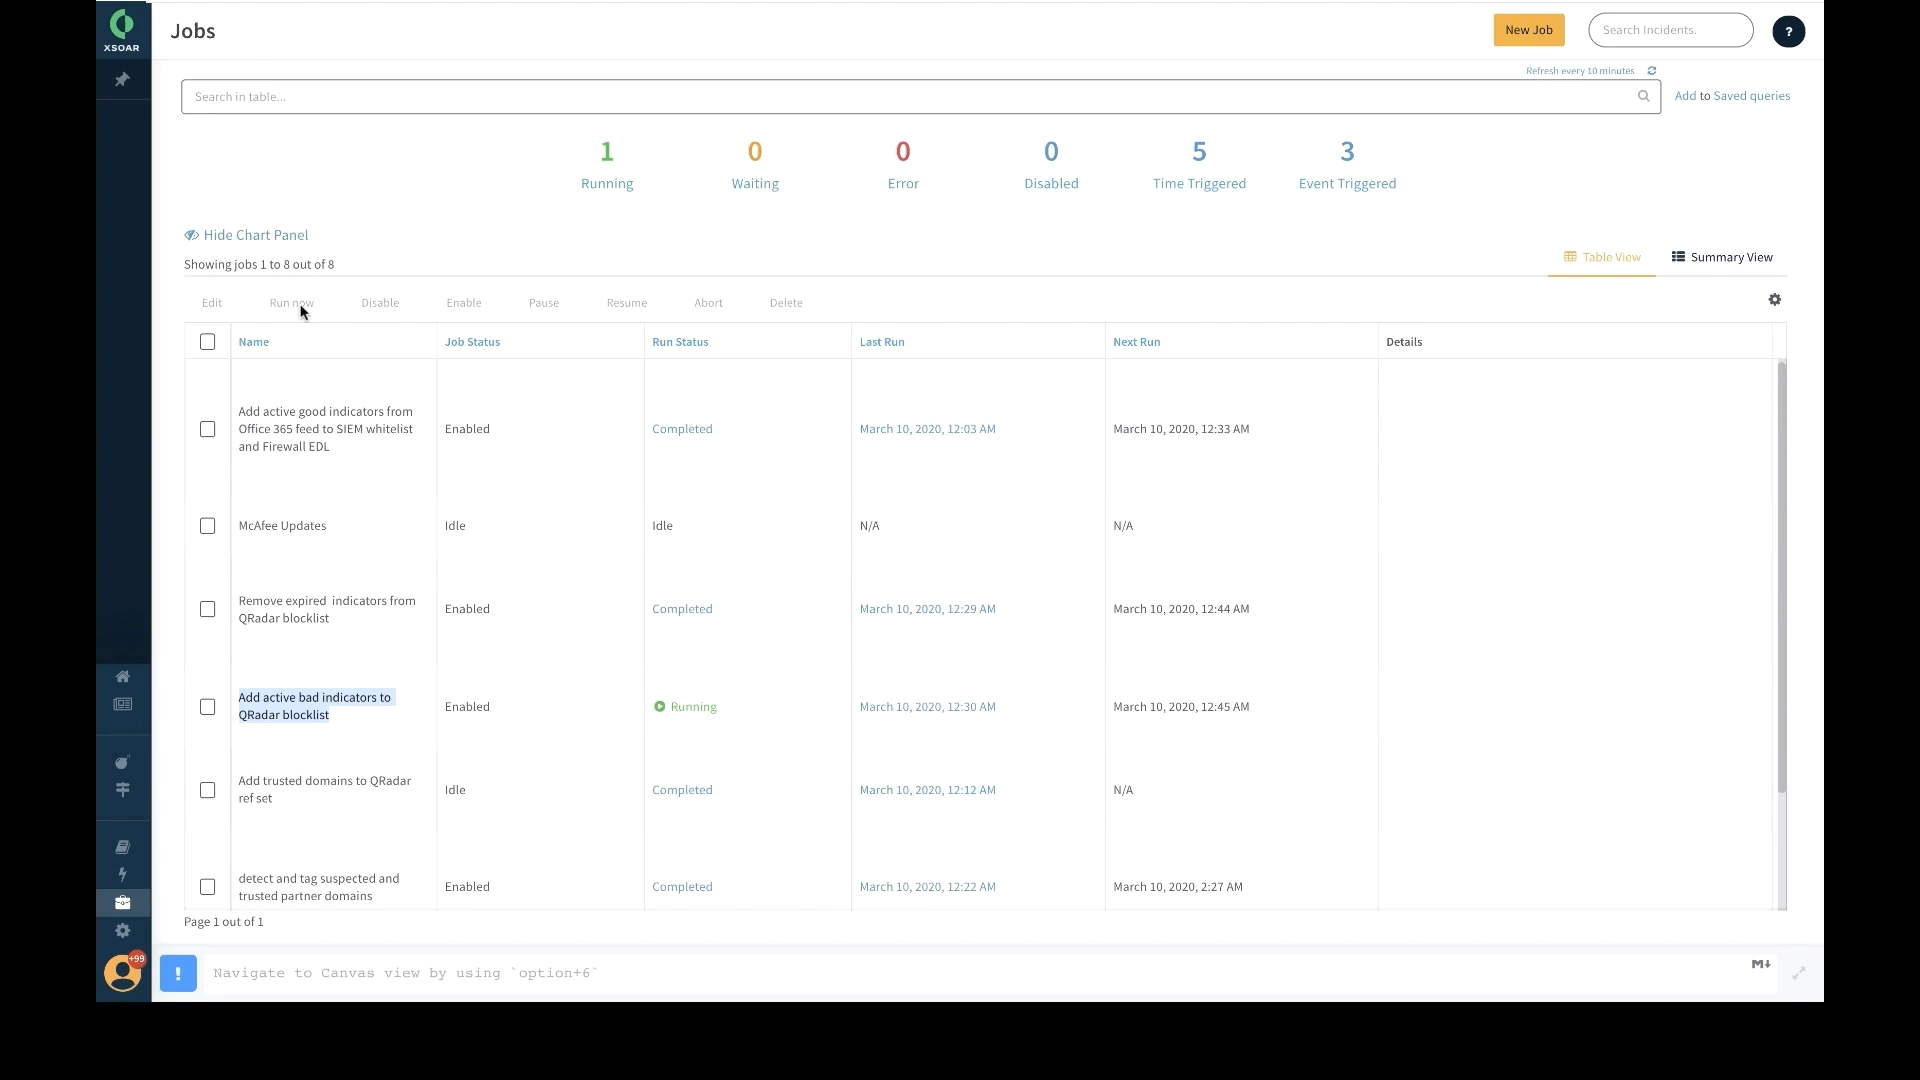 XSOAR
Jobs
New Job
Search Incidents.
?
Refresh every 10 minutes
Search in table...
Add to Saved queries
1
Running
0
Waiting
0
Error
0
Disabled
5
Time Triggered
3
Event Triggered
Hide Chart Panel
Showing jobs 1 to 8 out of 8
Table View
Summary View
Edit Run now Disable Enable Pause Resume Abort Delete
Name Job Status Run Status Last Run Next Run Details
Add active good indicators from
Office 365 feed to SIEM whitelist
and Firewall EDL
Enabled Completed March 10, 2020, 12:03 AM March 10, 2020, 12:33 AM
McAfee Updates Idle Idle N/A N/A
Remove expired  indicators from
QRadar blocklist
Enabled Completed March 10, 2020, 12:29 AM March 10, 2020, 12:44 AM
Add active bad indicators to
QRadar blocklist
Enabled Running March 10, 2020, 12:30 AM March 10, 2020, 12:45 AM
Add trusted domains to QRadar
ref set
Idle Completed March 10, 2020, 12:12 AM N/A
detect and tag suspected and
trusted partner domains
Enabled Completed March 10, 2020, 12:22 AM March 10, 2020, 2:27 AM
Page 1 out of 1
+99
! Navigate to Canvas view by using `option+6`
M↓